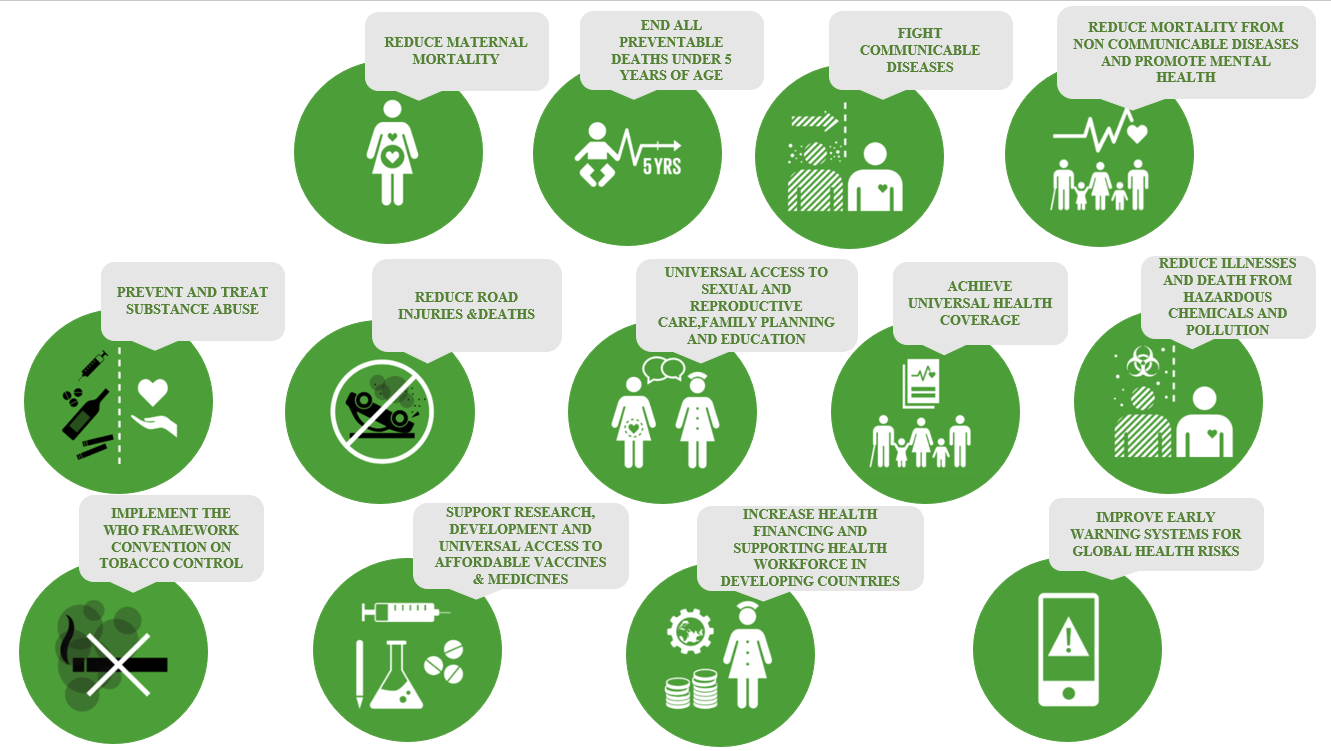 REDUCE MATERNAL
MORTALITY
END ALL
PREVENTABLE
DEATHS UNDER 5
YEARS OF AGE
FIGHT
COMMUNICABLE
DISEASES
REDUCE MORTALITY FROM
NON COMMUNICABLE DISEASES
AND PROMOTE MENTAL
HEALTH
5 YRS
PREVENT AND TREAT
SUBSTANCE ABUSE
REDUCE ROAD
INJURIES &DEATHS
UNIVERSAL ACCESS TO
SEXUAL AND
REPRODUCTIVE
CARE,FAMILY PLANNING
AND EDUCATION
ACHIEVE
UNIVERSAL HEALTH
COVERAGE
REDUCE ILLNESSES
AND DEATH FROM
HAZARDOUS
CHEMICALS AND
POLLUTION
IMPLEMENT THE
WHO FRAMEWORK
CONVENTION ON
TOBACCO CONTROL
SUPPORT RESEARCH,
DEVELOPMENT AND
UNIVERSAL ACCESS TO
AFFORDABLE VACCINES
& MEDICINES
INCREASE HEALTH
FINANCING AND
SUPPORTING HEALTH
WORKFORCE IN
DEVELOPING COUNTRIES
IMPROVE EARLY
WARNING SYSTEMS FOR
GLOBAL HEALTH RISKS